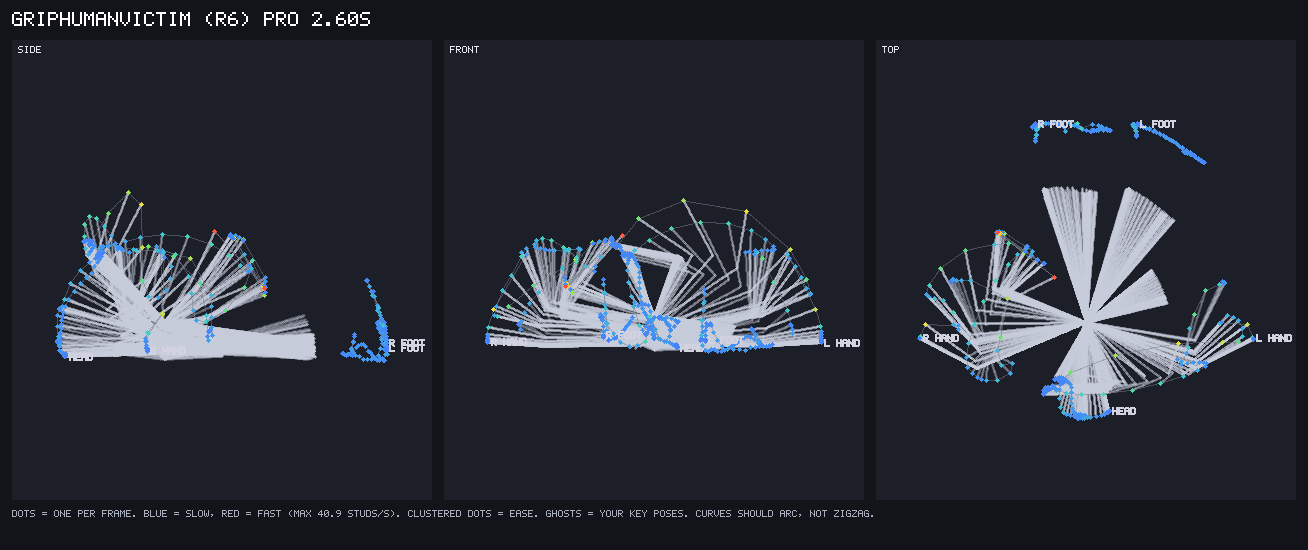 GRIPHUMANVICTIM (R6) PRO 2.60S
SIDE
FRONT
TOP
R FOOT
L FOOT
R FOOT
L FOOT
HEAD
L HAND
R HAND
L HAND
HEAD
DOTS = ONE PER FRAME. BLUE = SLOW, RED = FAST (MAX 40.9 STUDS/S). CLUSTERED DOTS = EASE. GHOSTS = YOUR KEY POSES. CURVES SHOULD ARC, NOT ZIGZAG.